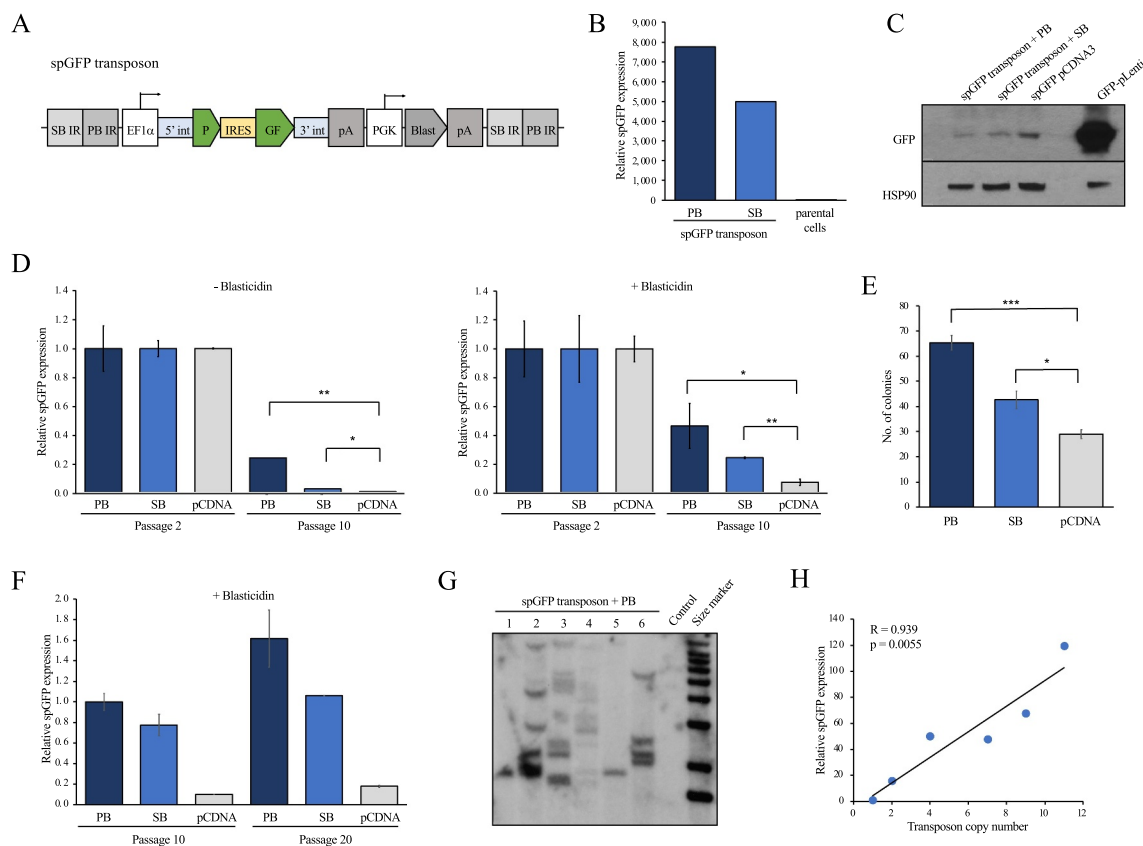 A
spGFP transposon
SB IR PB IR EF1α 5' int P IRES GF 3' int pA PGK Blast pA SB IR PB IR
B
Relative spGFP expression
9,000
8,000
7,000
6,000
5,000
4,000
3,000
2,000
1,000
0
PB SB parental cells
spGFP transposon
C
spGFP transposon + PB
spGFP transposon + SB
spGFP pCDNA3
GFP-pLenti
GFP
HSP90
D
- Blasticidin
Relative spGFP expression
1.4
1.2
1.0
0.8
0.6
0.4
0.2
0.0
**
*
PB SB pCDNA PB SB pCDNA
Passage 2 Passage 10
+ Blasticidin
Relative spGFP expression
1.4
1.2
1.0
0.8
0.6
0.4
0.2
0.0
*
**
PB SB pCDNA PB SB pCDNA
Passage 2 Passage 10
E
No. of colonies
80
70
60
50
40
30
20
10
0
***
*
PB SB pCDNA
F
+ Blasticidin
Relative spGFP expression
2.0
1.8
1.6
1.4
1.2
1.0
0.8
0.6
0.4
0.2
0.0
PB SB pCDNA PB SB pCDNA
Passage 10 Passage 20
G
spGFP transposon + PB
1 2 3 4 5 6
Control
Size marker
H
R = 0.939
p = 0.0055
Relative spGFP expression
140
120
100
80
60
40
20
0
0 2 4 6 8 10 12
Transposon copy number